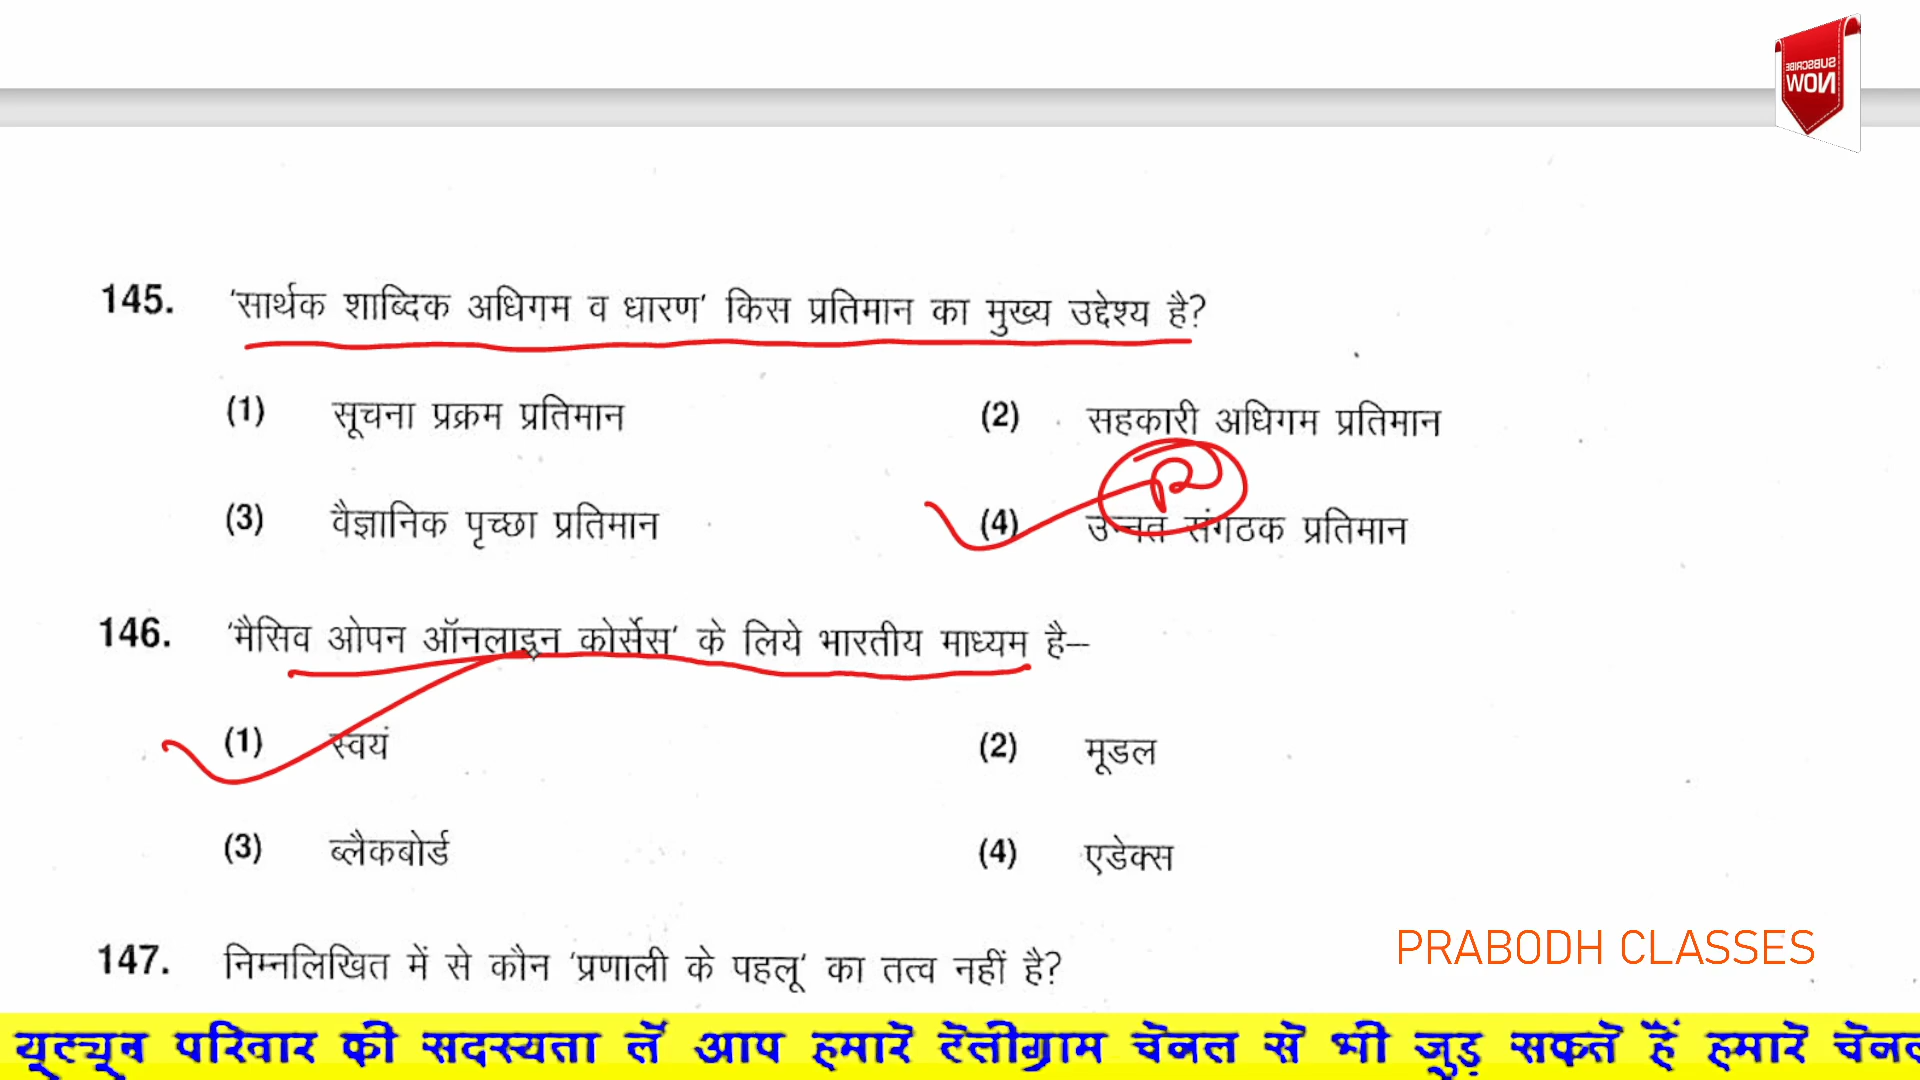 SUBSCRIBE
NOW
145. 'सार्थक शाब्दिक अधिगम व धारण' किस प्रतिमान का मुख्य उद्देश्य है?
(1) सूचना प्रक्रम प्रतिमान (2) सहकारी अधिगम प्रतिमान
(3) वैज्ञानिक पृच्छा प्रतिमान (4) उन्नत संगठक प्रतिमान
146. 'मैसिव ओपन ऑनलाइन कोर्सेस' के लिये भारतीय माध्यम है–
(1) स्वयं (2) मूडल
(3) ब्लैकबोर्ड (4) एडेक्स
147. निम्नलिखित में से कौन 'प्रणाली के पहलू' का तत्व नहीं है?
PRABODH CLASSES
यूट्यूब परिवार की सदस्यता लें आप हमारे टेलीग्राम चेनल से भी जुड़ सकते हैं हमारे